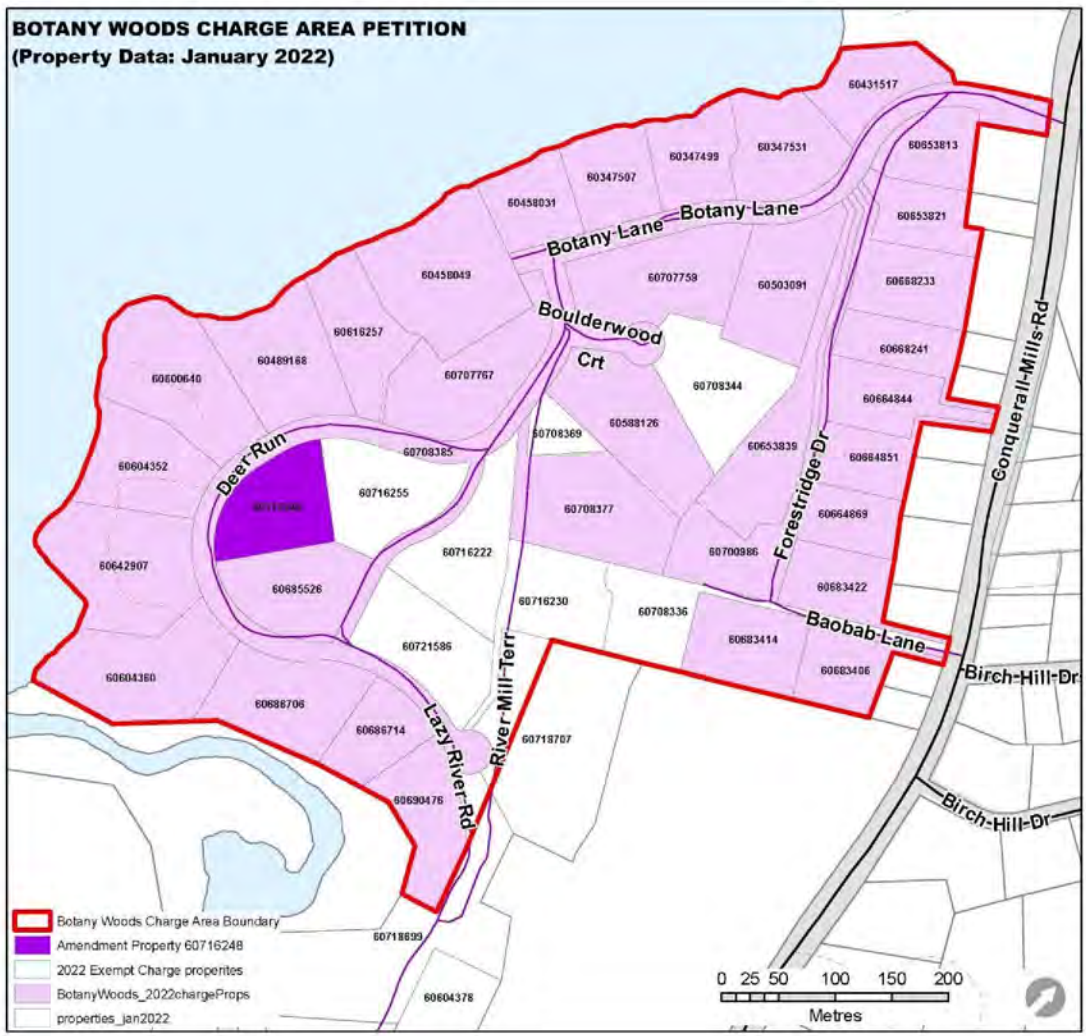 BOTANY WOODS CHARGE AREA PETITION
(Property Data: January 2022)
60431517
60347531
60653813
60347499
60347507
60458031
Botany Lane
Botany Lane
60653821
60458049
60707759
60503091
60668233
60616257
Boulderwood
Crt
60668241
60489168
60600640
60707767
60708344
60664844
Conquerall Mills Rd
60708369
60588126
60653839
60708385
60664851
Deer Run
60604352
60716255
Forestridge Dr
60708377
60664869
60716222
60700986
60642907
60685526
60716230
60708336
60683422
Baobab Lane
60683414
60721586
60683406
Birch Hill Dr
60604360
60686714
River Mill Terr
Lazy River Rd
60718707
60690476
Birch Hill Dr
Botany Woods Charge Area Boundary
Amendment Property 60716248
2022 Exempt Charge properites
BotanyWoods_2022chargeProps
properties_jan2022
60718699
60604378
0 25 50 100 150 200
Metres